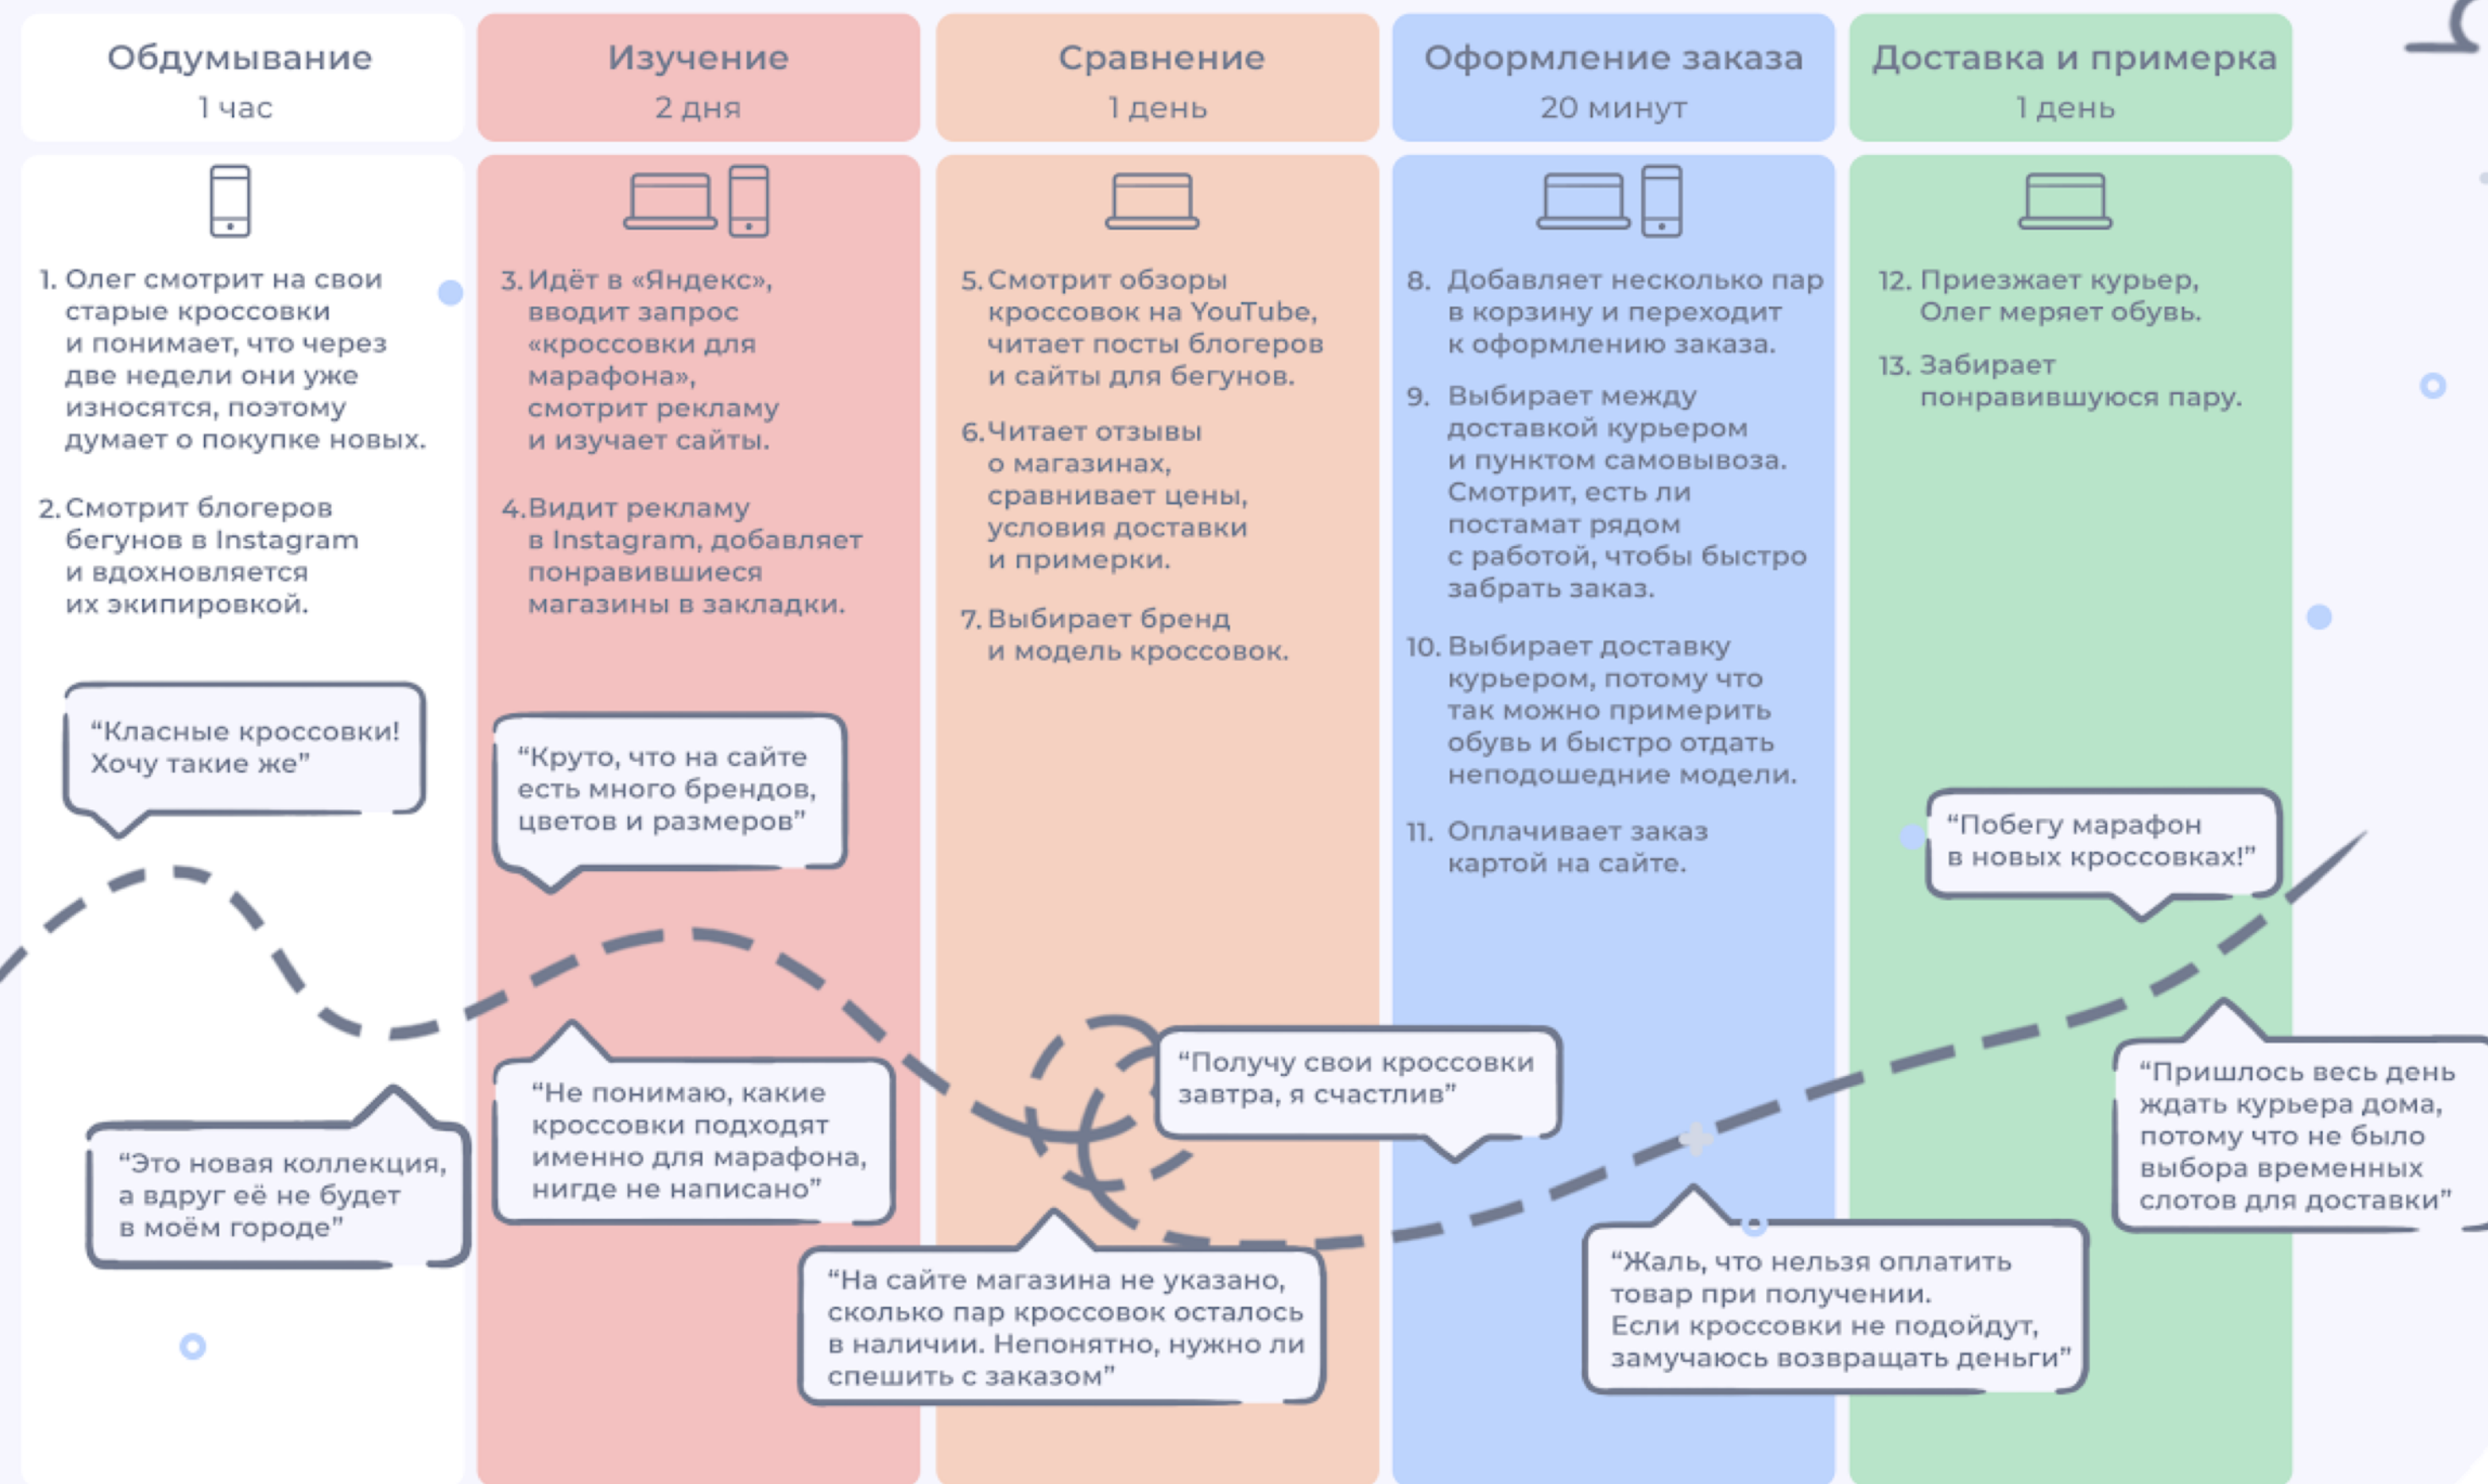 Обдумывание
1 час
1. Олег смотрит на свои
старые кроссовки
и понимает, что через
две недели они уже
износятся, поэтому
думает о покупке новых.
2. Смотрит блогеров
бегунов в Instagram
и вдохновляется
их экипировкой.
“Класные кроссовки!
Хочу такие же”
“Это новая коллекция,
а вдруг её не будет
в моём городе”
Изучение
2 дня
3. Идёт в «Яндекс»,
вводит запрос
«кроссовки для
марафона»,
смотрит рекламу
и изучает сайты.
4. Видит рекламу
в Instagram, добавляет
понравившиеся
магазины в закладки.
“Круто, что на сайте
есть много брендов,
цветов и размеров”
“Не понимаю, какие
кроссовки подходят
именно для марафона,
нигде не написано”
Сравнение
1 день
5. Смотрит обзоры
кроссовок на YouTube,
читает посты блогеров
и сайты для бегунов.
6. Читает отзывы
о магазинах,
сравнивает цены,
условия доставки
и примерки.
7. Выбирает бренд
и модель кроссовок.
“Получу свои кроссовки
завтра, я счастлив”
“На сайте магазина не указано,
сколько пар кроссовок осталось
в наличии. Непонятно, нужно ли
спешить с заказом”
Оформление заказа
20 минут
8. Добавляет несколько пар
в корзину и переходит
к оформлению заказа.
9. Выбирает между
доставкой курьером
и пунктом самовывоза.
Смотрит, есть ли
постамат рядом
с работой, чтобы быстро
забрать заказ.
10. Выбирает доставку
курьером, потому что
так можно примерить
обувь и быстро отдать
неподошедние модели.
11. Оплачивает заказ
картой на сайте.
“Жаль, что нельзя оплатить
товар при получении.
Если кроссовки не подойдут,
замучаюсь возвращать деньги”
Доставка и примерка
1 день
12. Приезжает курьер,
Олег меряет обувь.
13. Забирает
понравившуюся пару.
“Побегу марафон
в новых кроссовках!”
“Пришлось весь день
ждать курьера дома,
потому что не было
выбора временных
слотов для доставки”